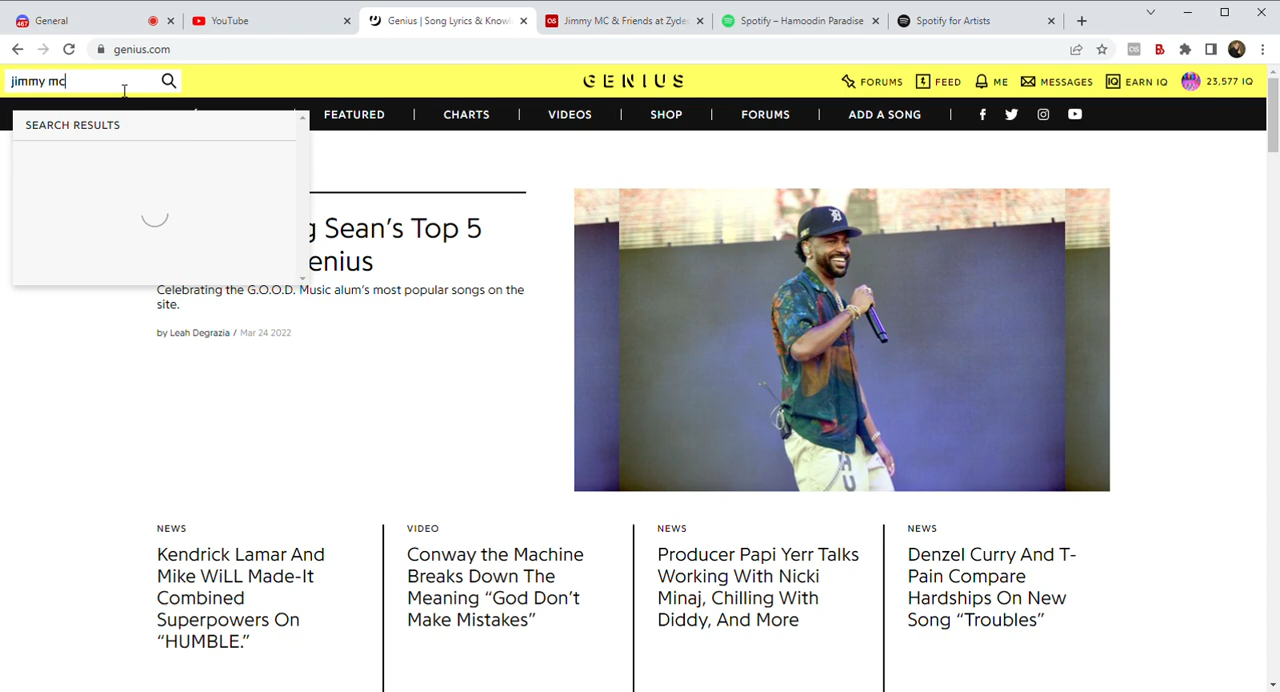 467 General
YouTube
Genius | Song Lyrics & Knowl
Jimmy MC & Friends at Zyde
Spotify – Hamoodin Paradise
Spotify for Artists
genius.com
jimmy mc
GENIUS
FORUMS
FEED
ME
MESSAGES
IQ EARN IQ
23,577 IQ
FEATURED
CHARTS
VIDEOS
SHOP
FORUMS
ADD A SONG
SEARCH RESULTS
g Sean's Top 5
enius
Celebrating the G.O.O.D. Music alum's most popular songs on the
site.
by Leah Degrazia / Mar 24 2022
NEWS
Kendrick Lamar And
Mike WiLL Made-It
Combined
Superpowers On
“HUMBLE.”
VIDEO
Conway the Machine
Breaks Down The
Meaning “God Don’t
Make Mistakes”
NEWS
Producer Papi Yerr Talks
Working With Nicki
Minaj, Chilling With
Diddy, And More
NEWS
Denzel Curry And T-
Pain Compare
Hardships On New
Song “Troubles”